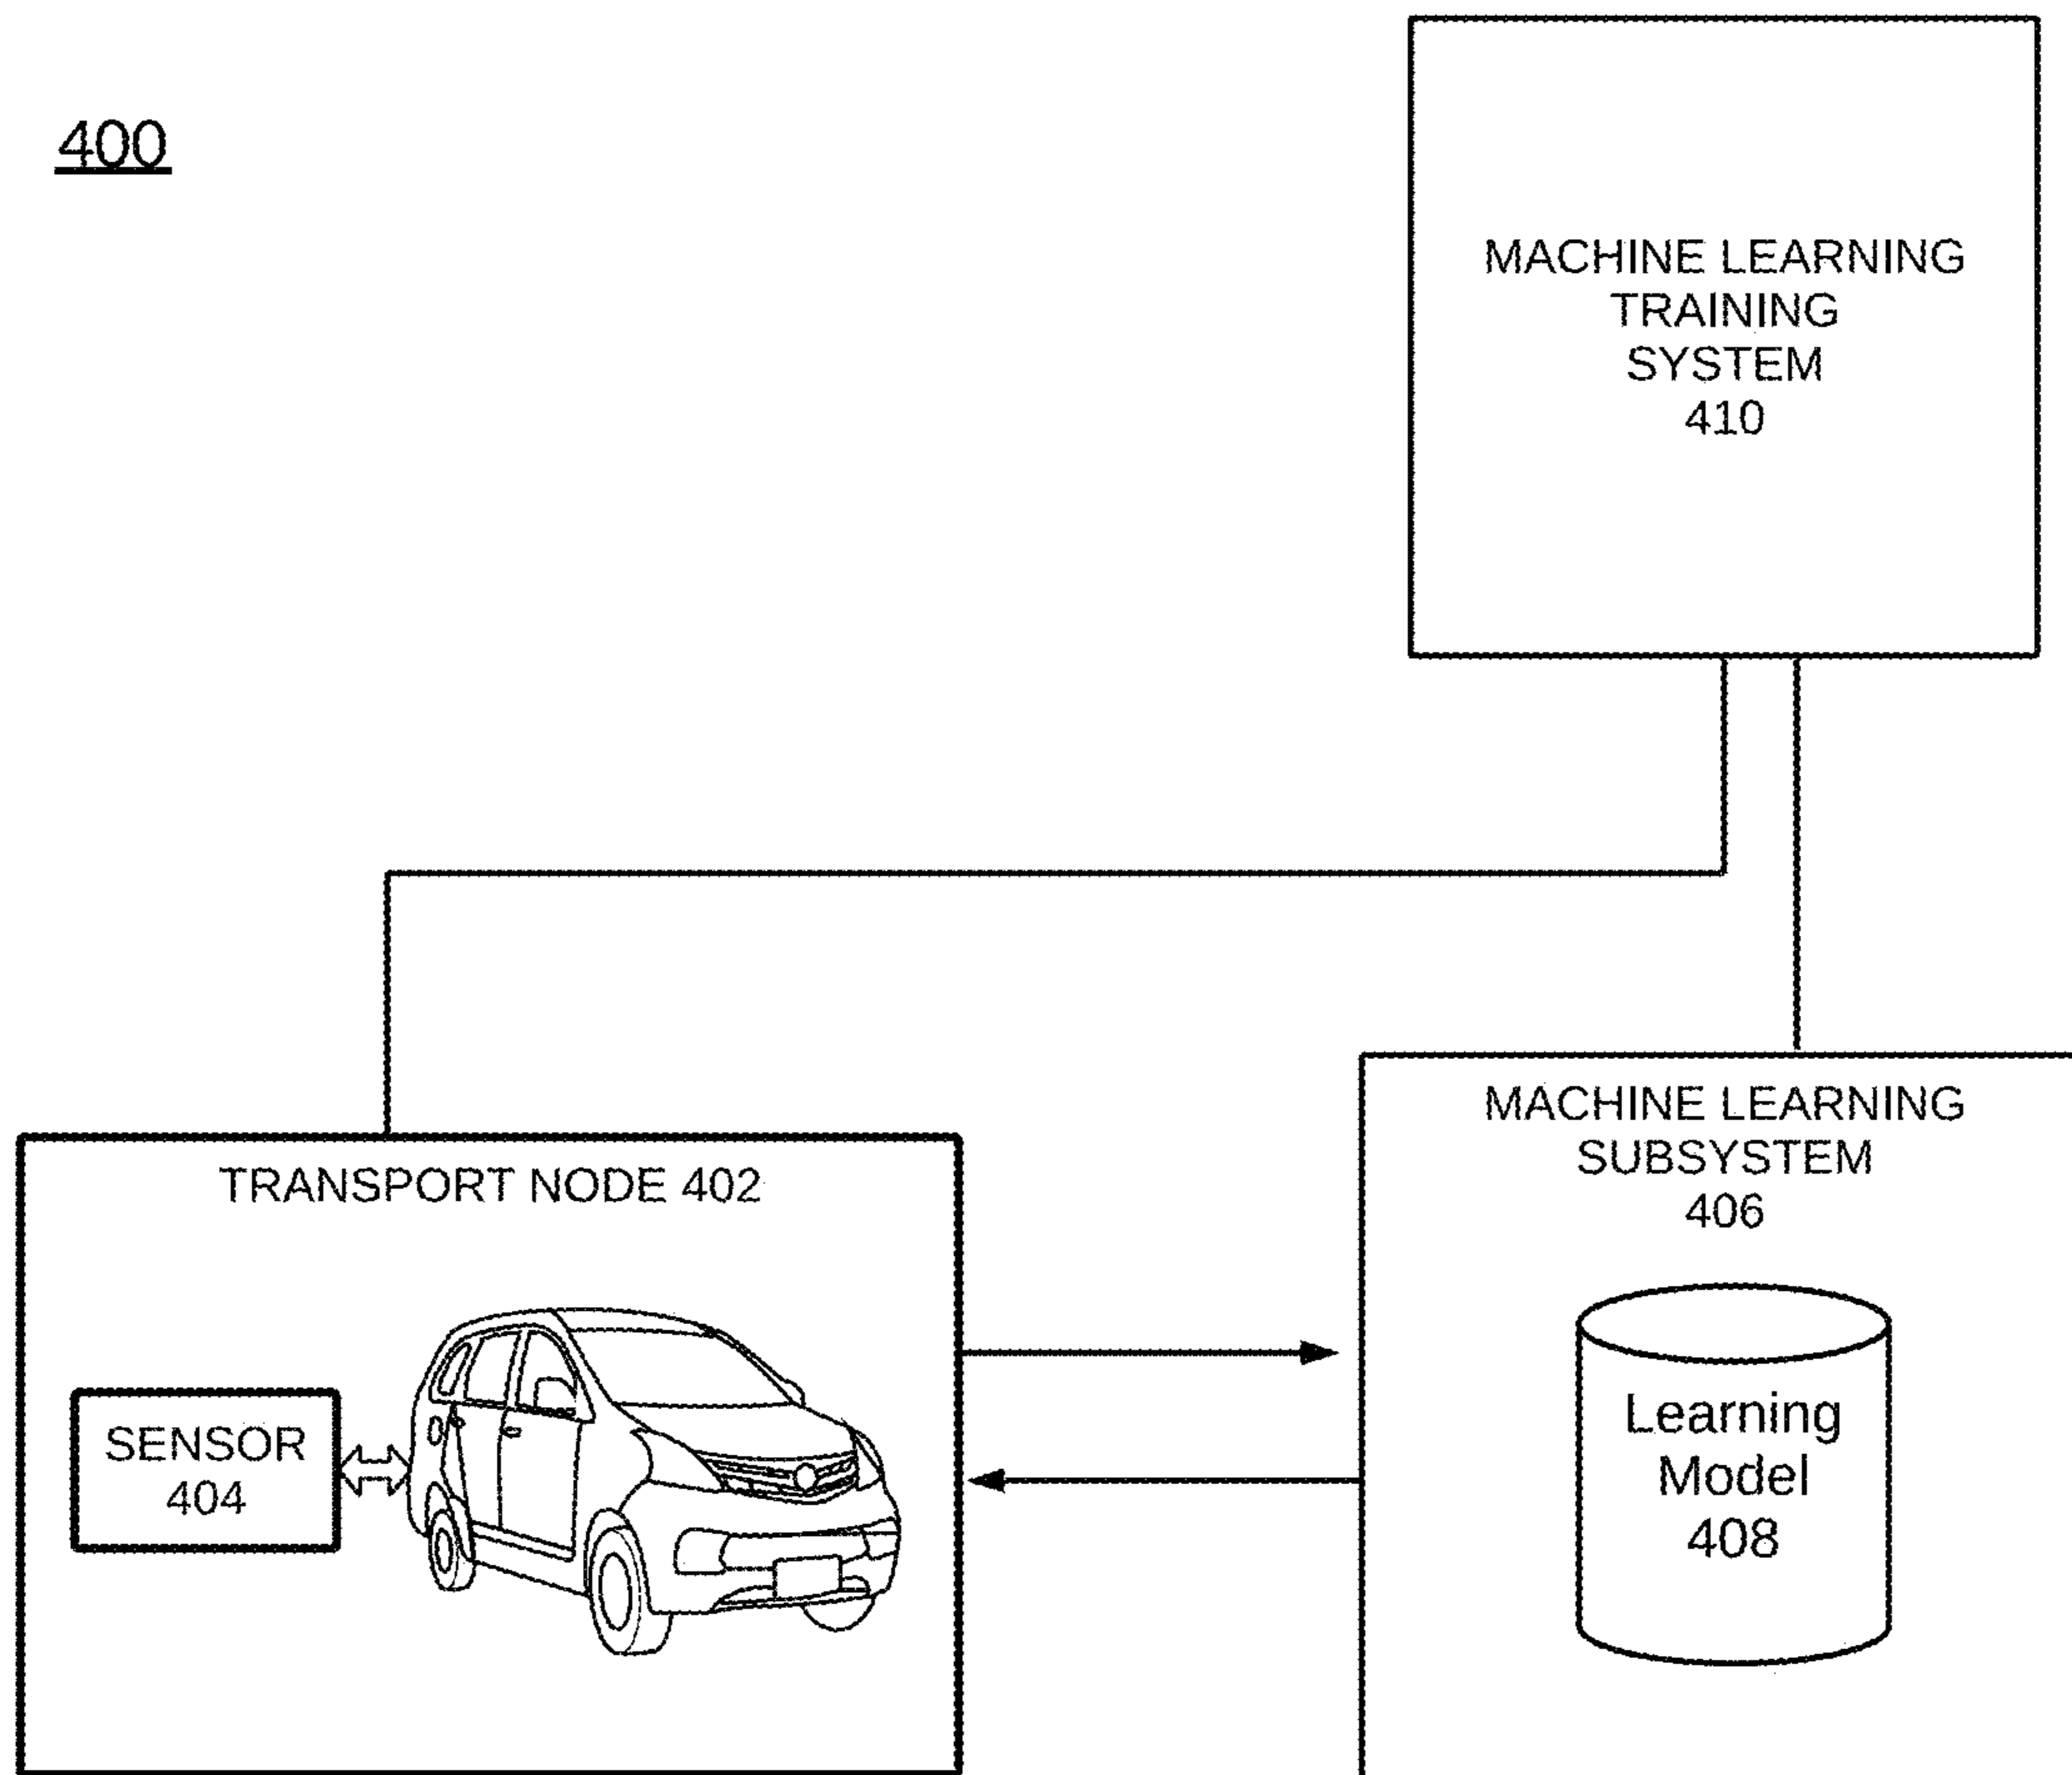 400
MACHINE LEARNING
TRAINING
SYSTEM
410
TRANSPORT NODE 402
SENSOR
404
MACHINE LEARNING
SUBSYSTEM
406
Learning
Model
408